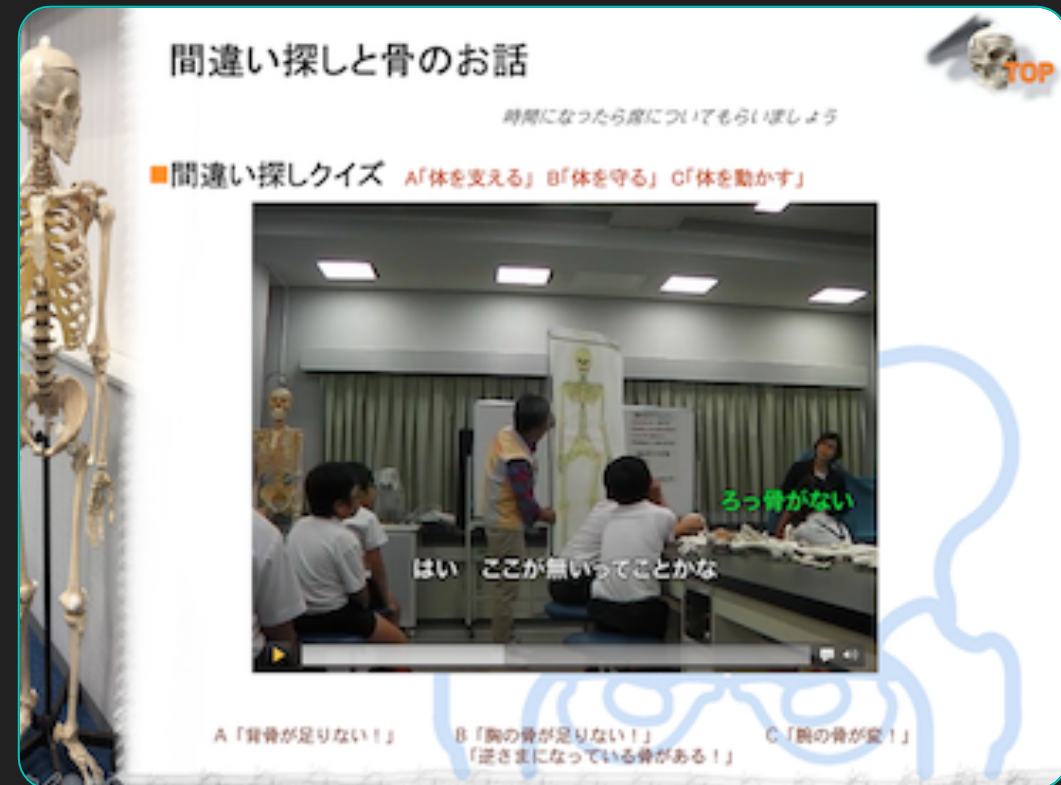 間違い探しと骨のお話
TOP
時間になったら席についてもらいましょう
■間違い探しクイズ A「体を支える」 B「体を守る」 C「体を動かす」
ろっ骨がない
はい ここが無いってことかな
A「背骨が足りない！」 B「胸の骨が足りない！」 C「腕の骨が変！」
「逆さまになっている骨がある！」